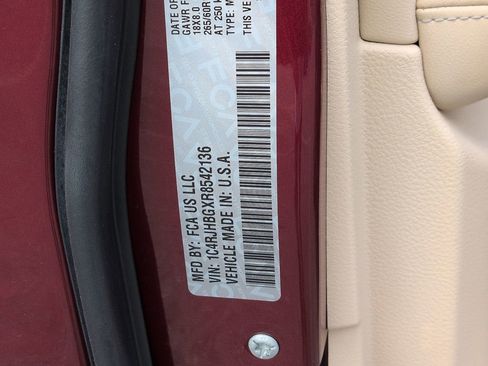 MFD BY: FCA US LLC
DATE OF
GAWR F
18X8.0
265/60R
AT 250 k
VIN: 1C4RJHBGXR8542136
TYPE: M
VEHICLE MADE IN: U.S.A.
THIS VE